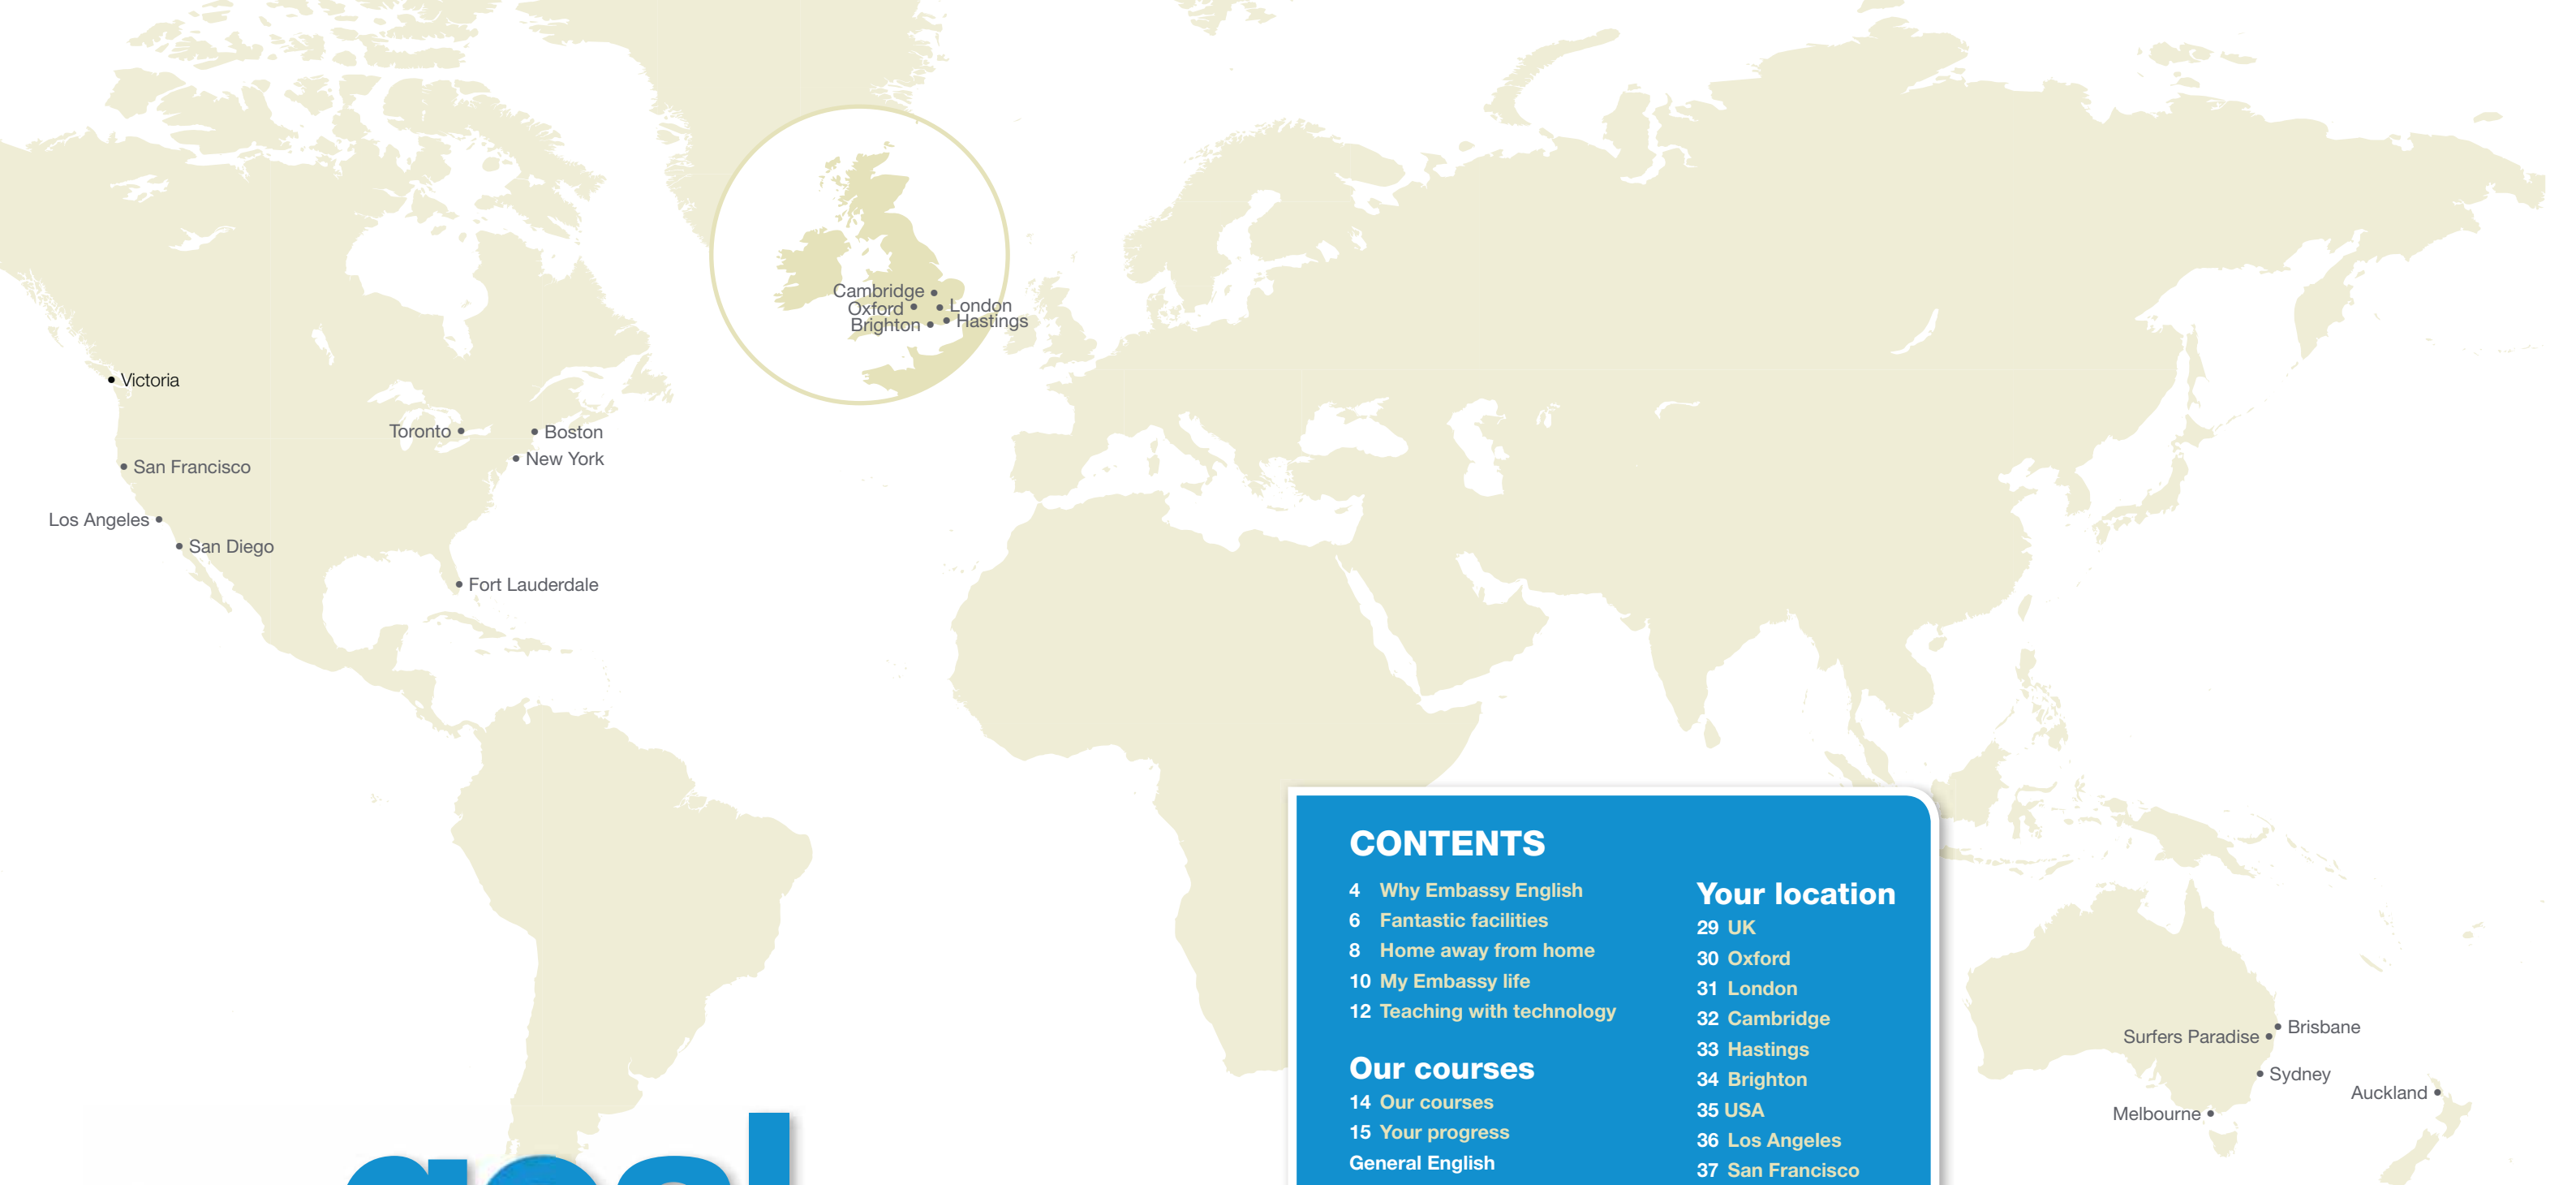 Cambridge
Oxford
London
Brighton
Hastings
Victoria
Toronto
Boston
New York
San Francisco
Los Angeles
San Diego
Fort Lauderdale
Brisbane
Surfers Paradise
Sydney
Auckland
Melbourne
CONTENTS
4 Why Embassy English
6 Fantastic facilities
8 Home away from home
10 My Embassy life
12 Teaching with technology
Our courses
14 Our courses
15 Your progress
General English
Your location
29 UK
30 Oxford
31 London
32 Cambridge
33 Hastings
34 Brighton
35 USA
36 Los Angeles
37 San Francisco